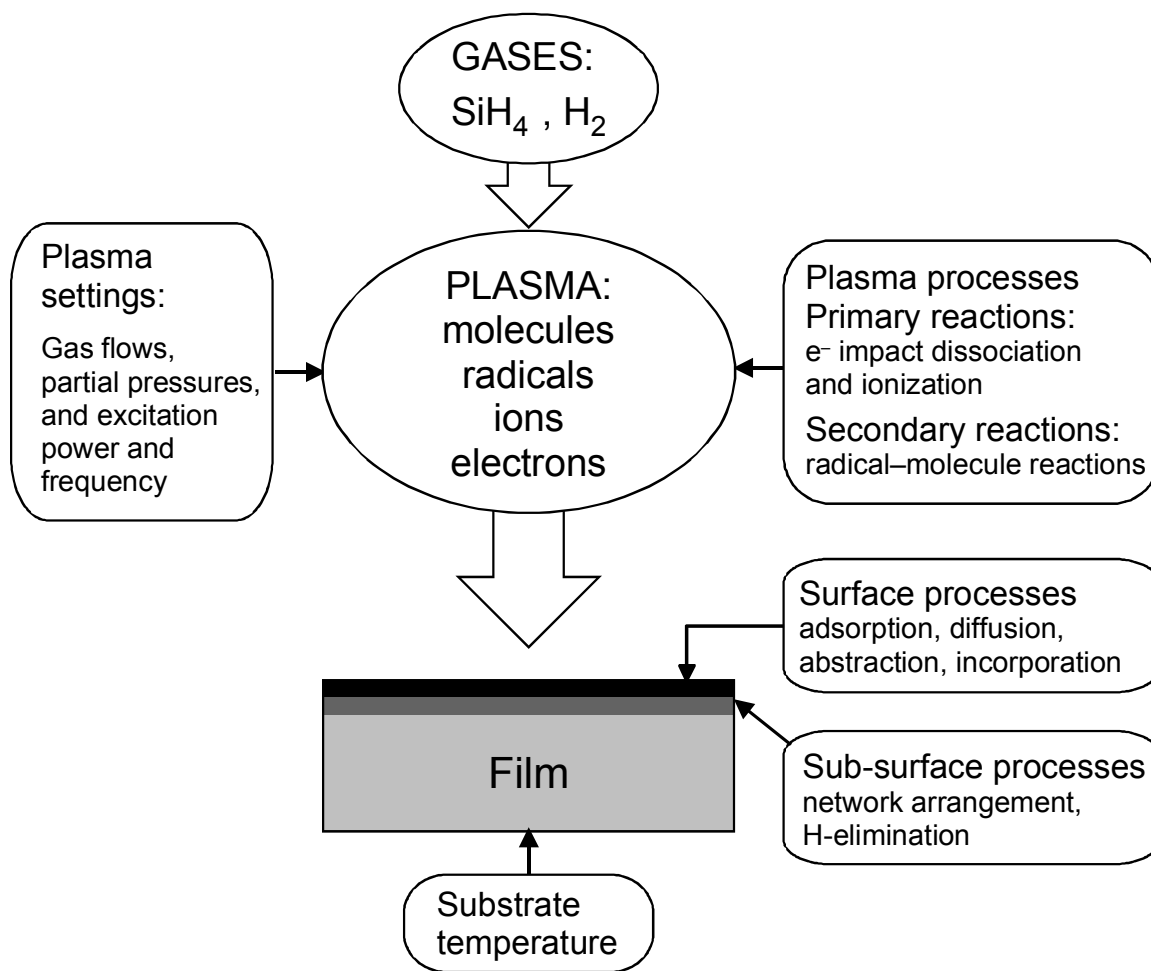 GASES:
SiH₄ , H₂
Plasma
settings:
Gas flows,
partial pressures,
and excitation
power and
frequency
PLASMA:
molecules
radicals
ions
electrons
Plasma processes
Primary reactions:
e⁻ impact dissociation
and ionization
Secondary reactions:
radical–molecule reactions
Surface processes
adsorption, diffusion,
abstraction, incorporation
Film
Sub-surface processes
network arrangement,
H-elimination
Substrate
temperature